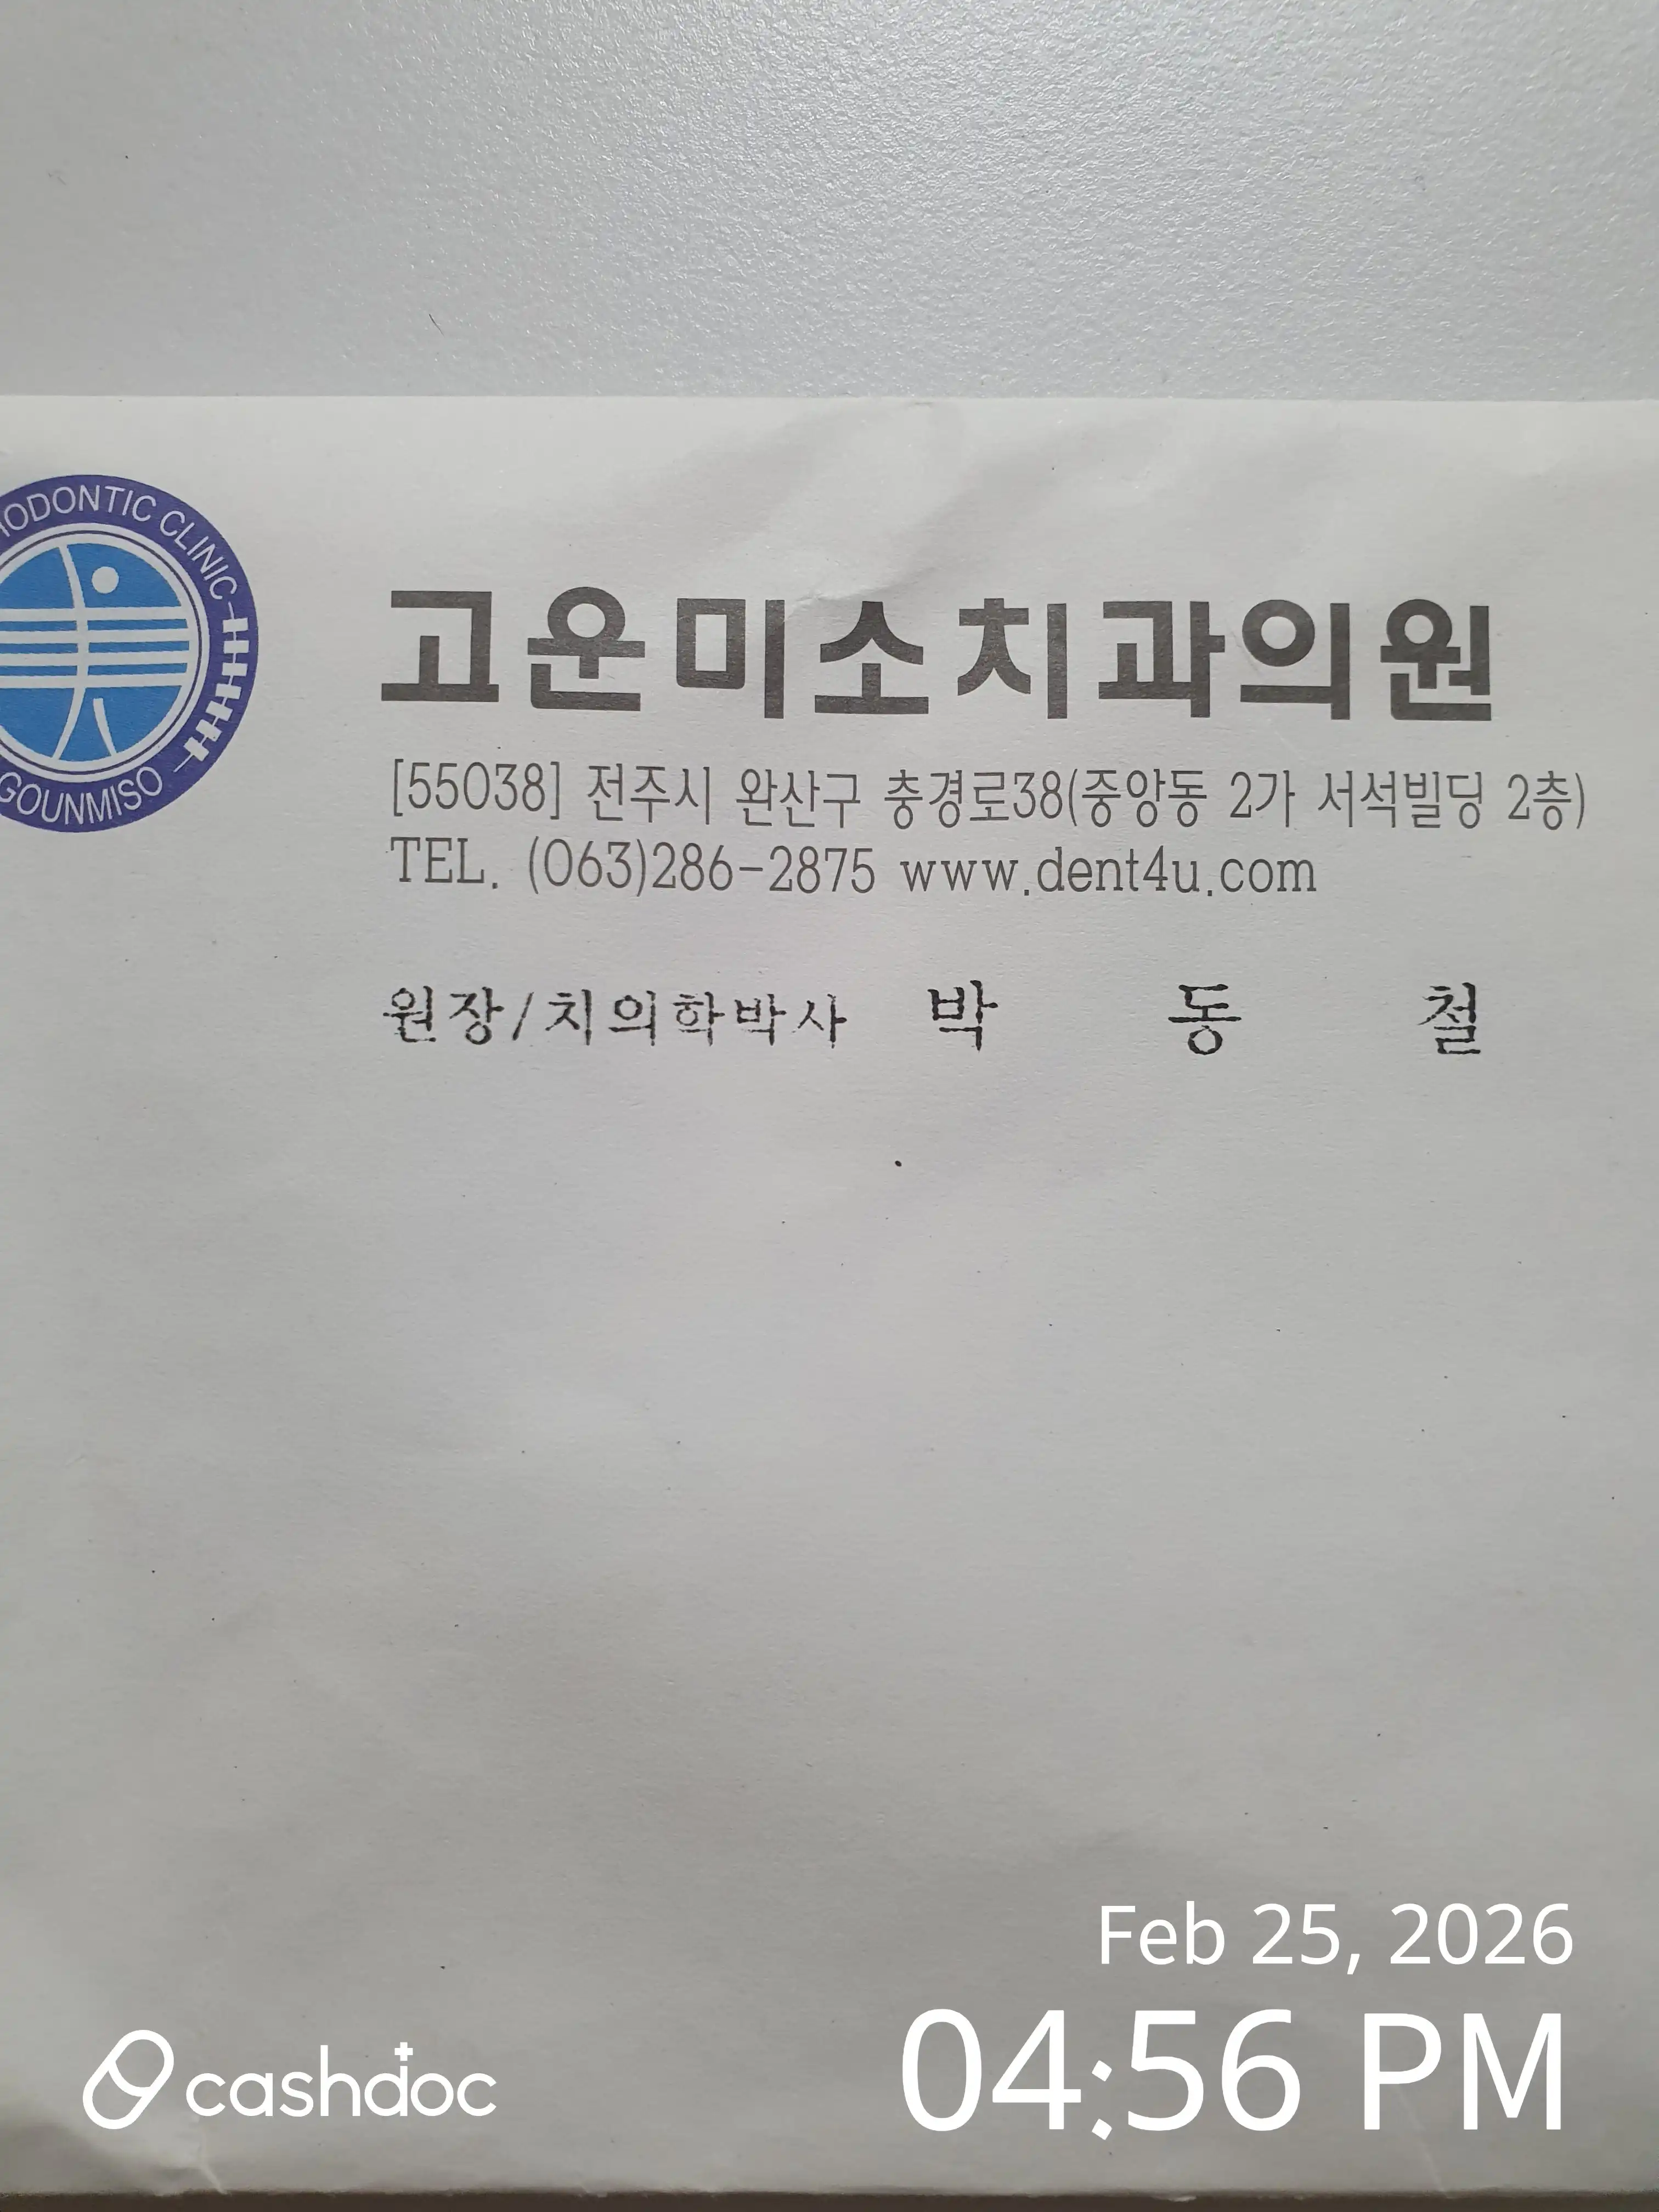 ODONTIC CLINIC
GOUNMISO
고운미소치과의원
[55038] 전주시 완산구 충경로38(중앙동 2가 서석빌딩 2층)
TEL. (063)286-2875 www.dent4u.com
원장/치의학박사 박 동 철
Feb 25, 2026
04:56 PM
cashdoc